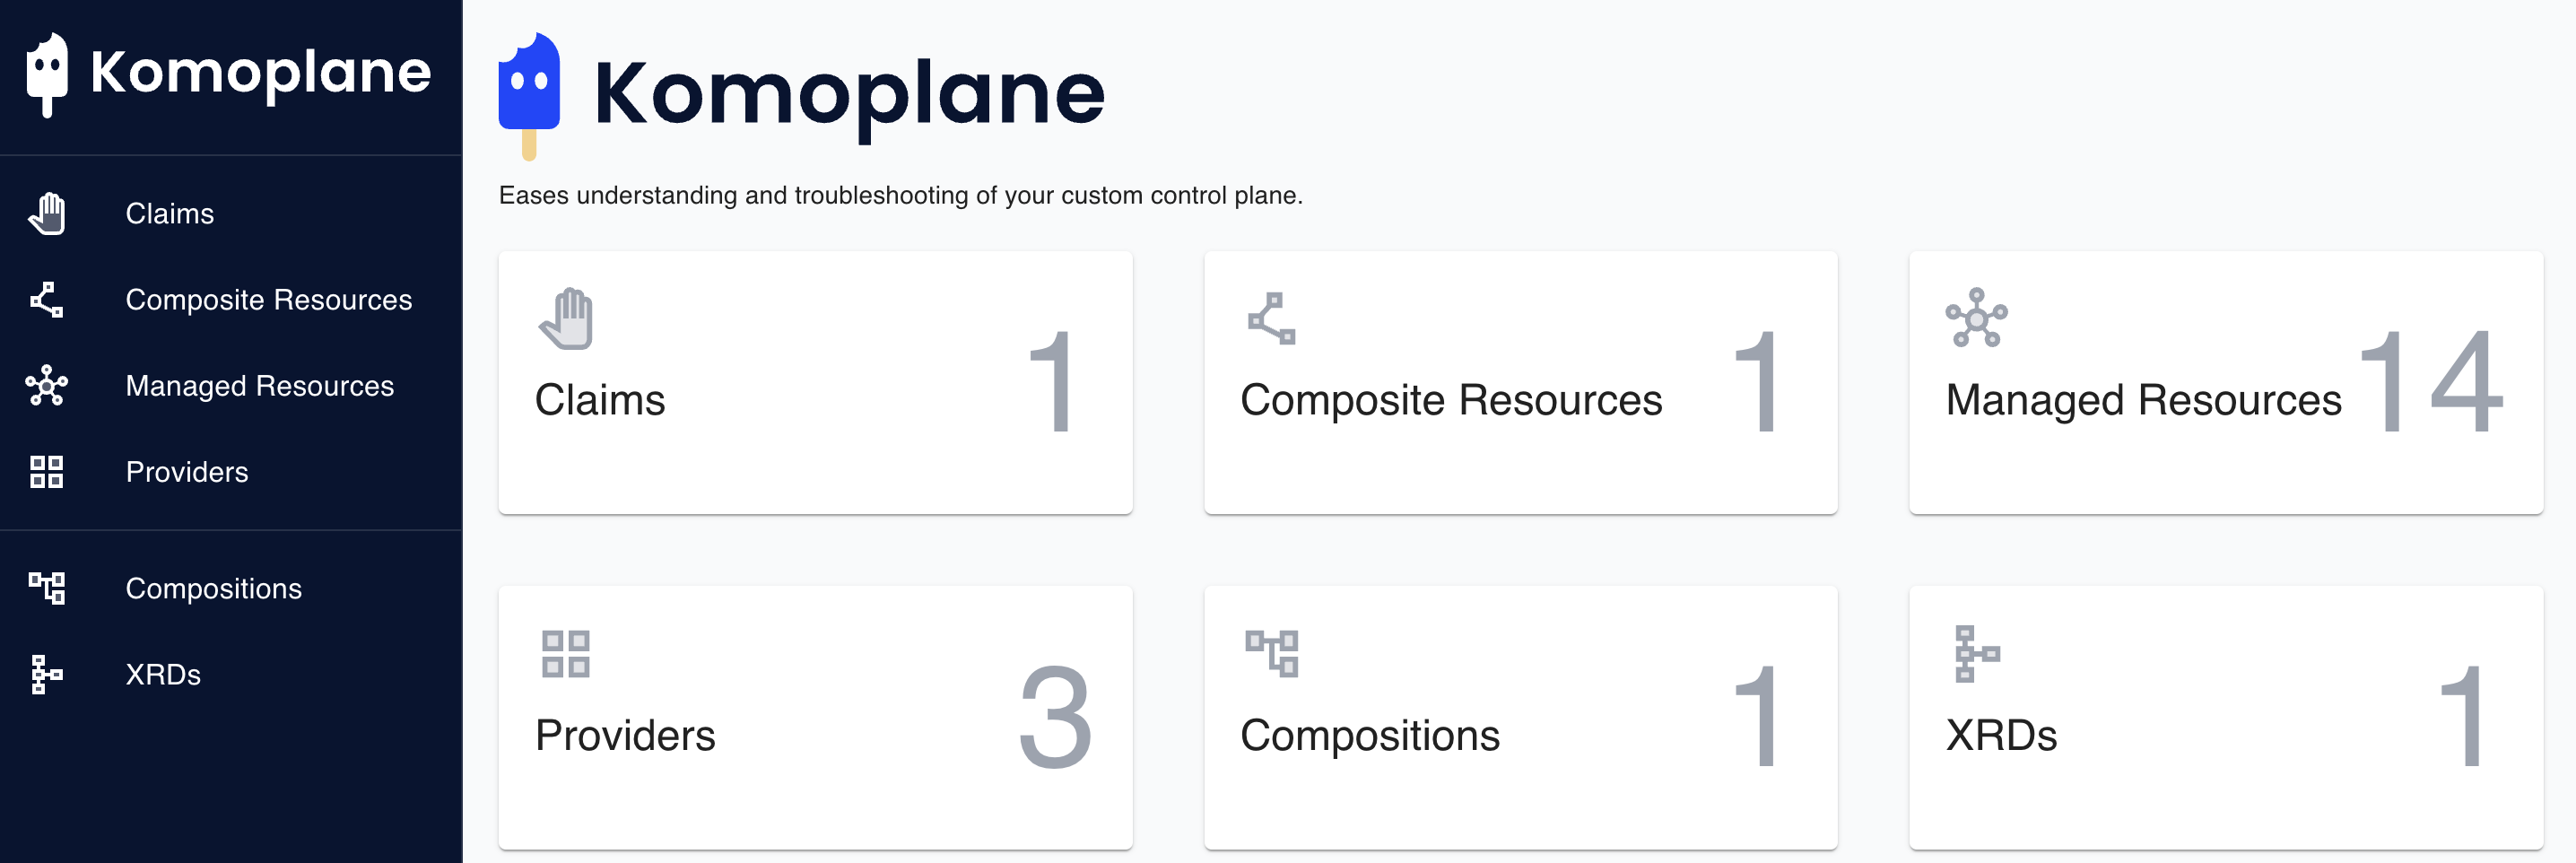 Komoplane
Claims
Composite Resources
Managed Resources
Providers
Compositions
XRDs
Komoplane
Eases understanding and troubleshooting of your custom control plane.
Claims
1
Composite Resources
1
Managed Resources
14
Providers
3
Compositions
1
XRDs
1